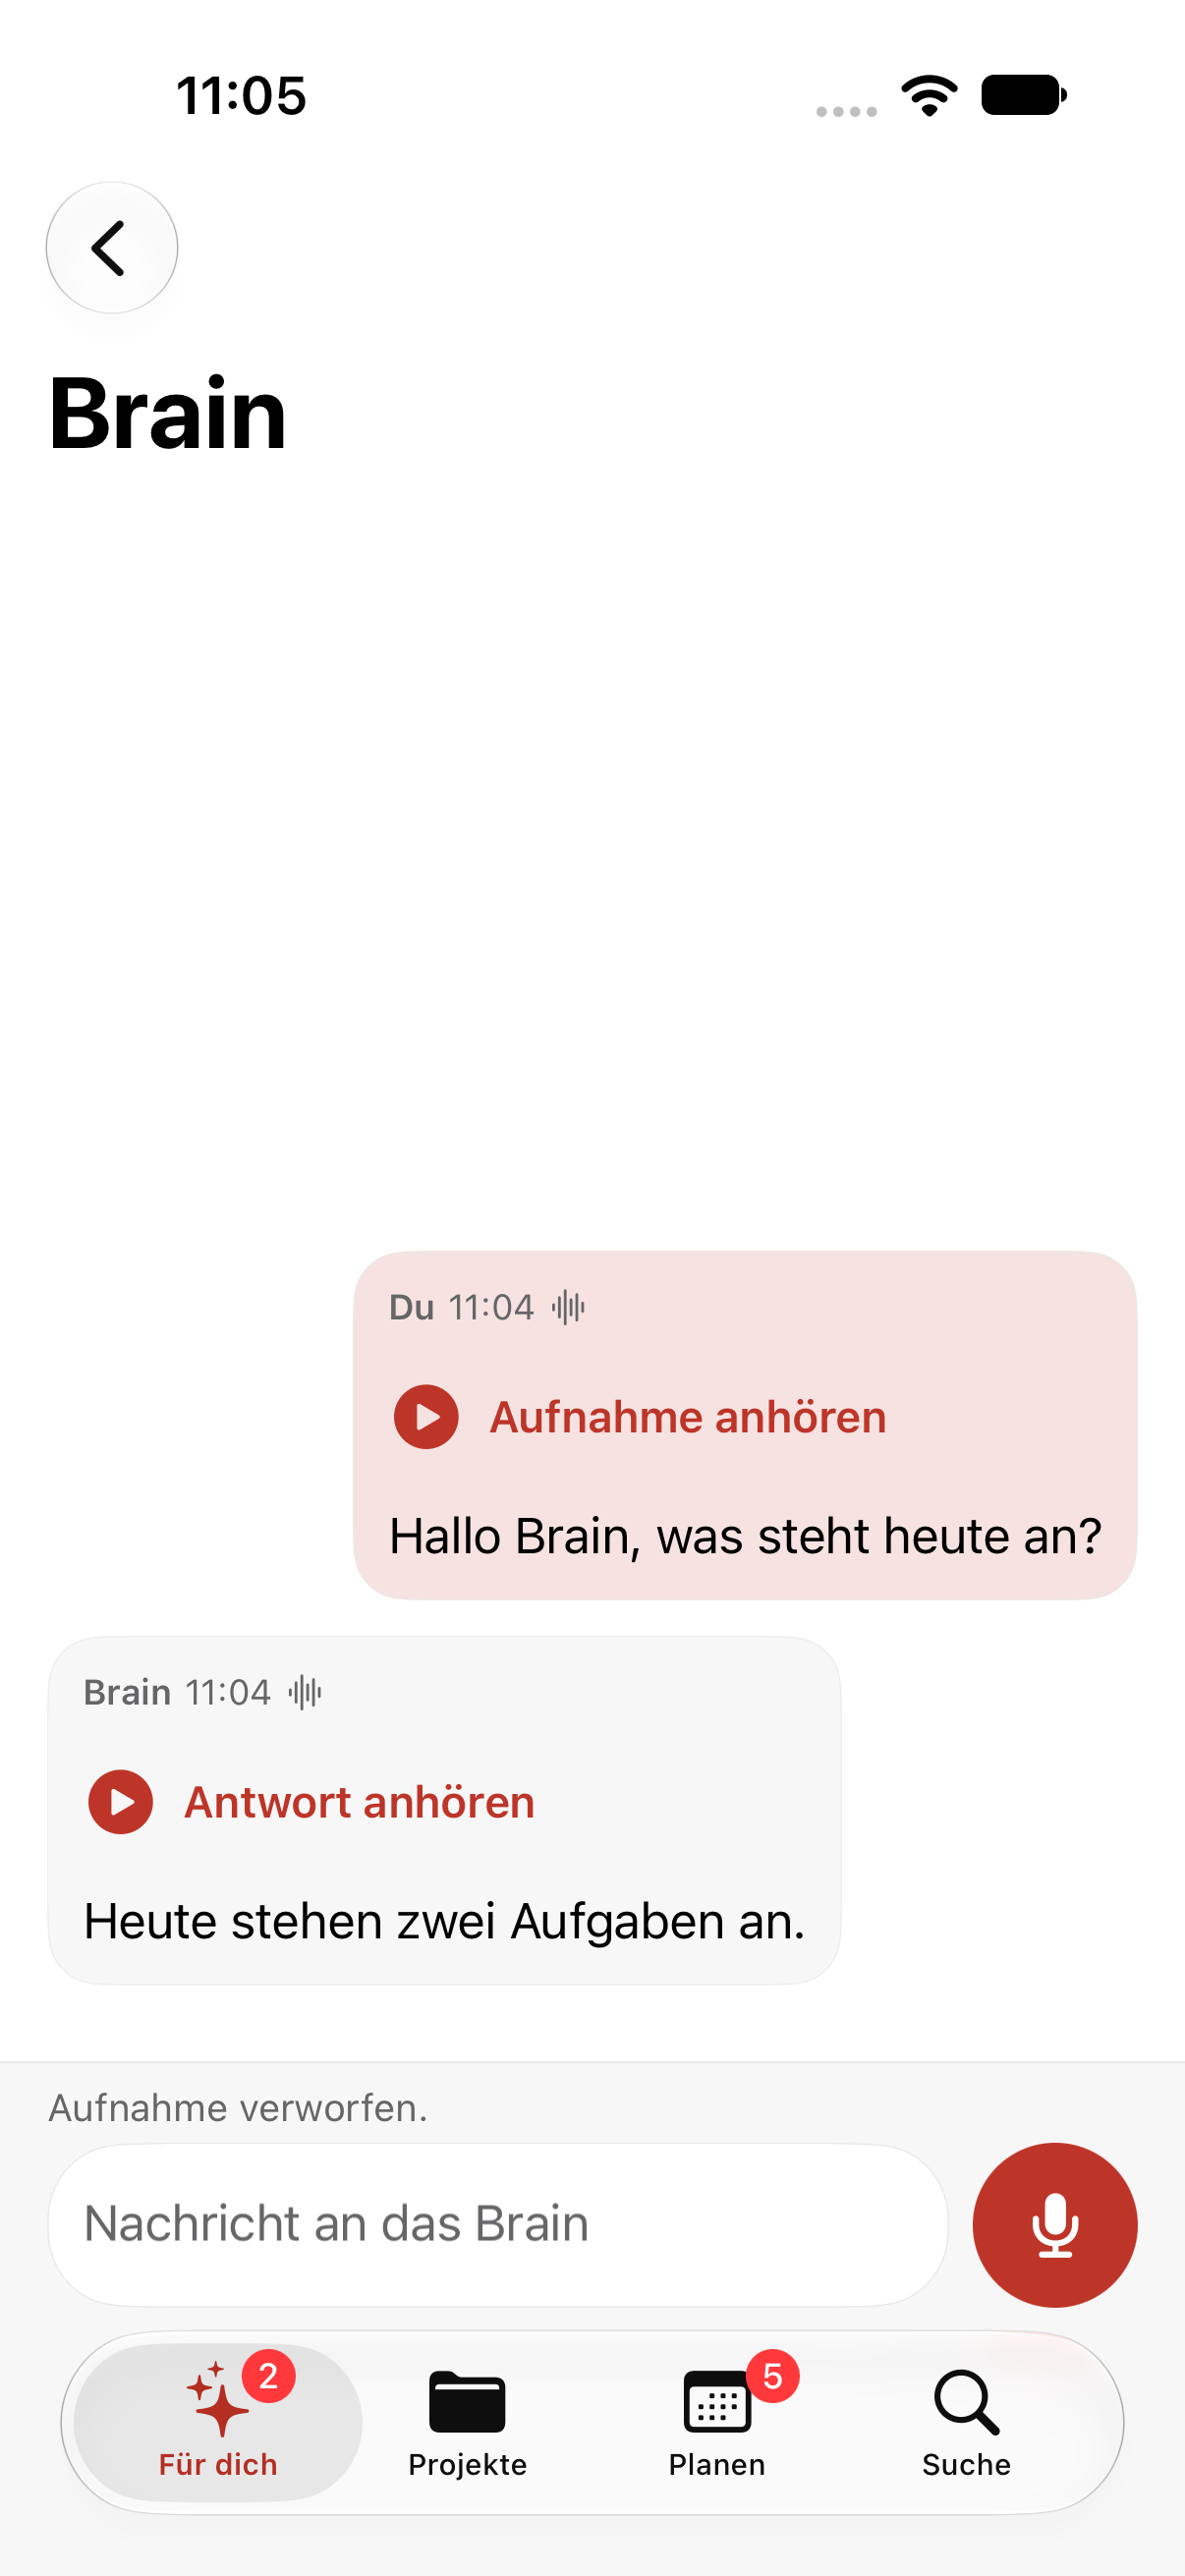 11:05
Brain
Du 11:04
Aufnahme anhören
Hallo Brain, was steht heute an?
Brain 11:04
Antwort anhören
Heute stehen zwei Aufgaben an.
Aufnahme verworfen.
Nachricht an das Brain
2
5
Für dich
Projekte
Planen
Suche